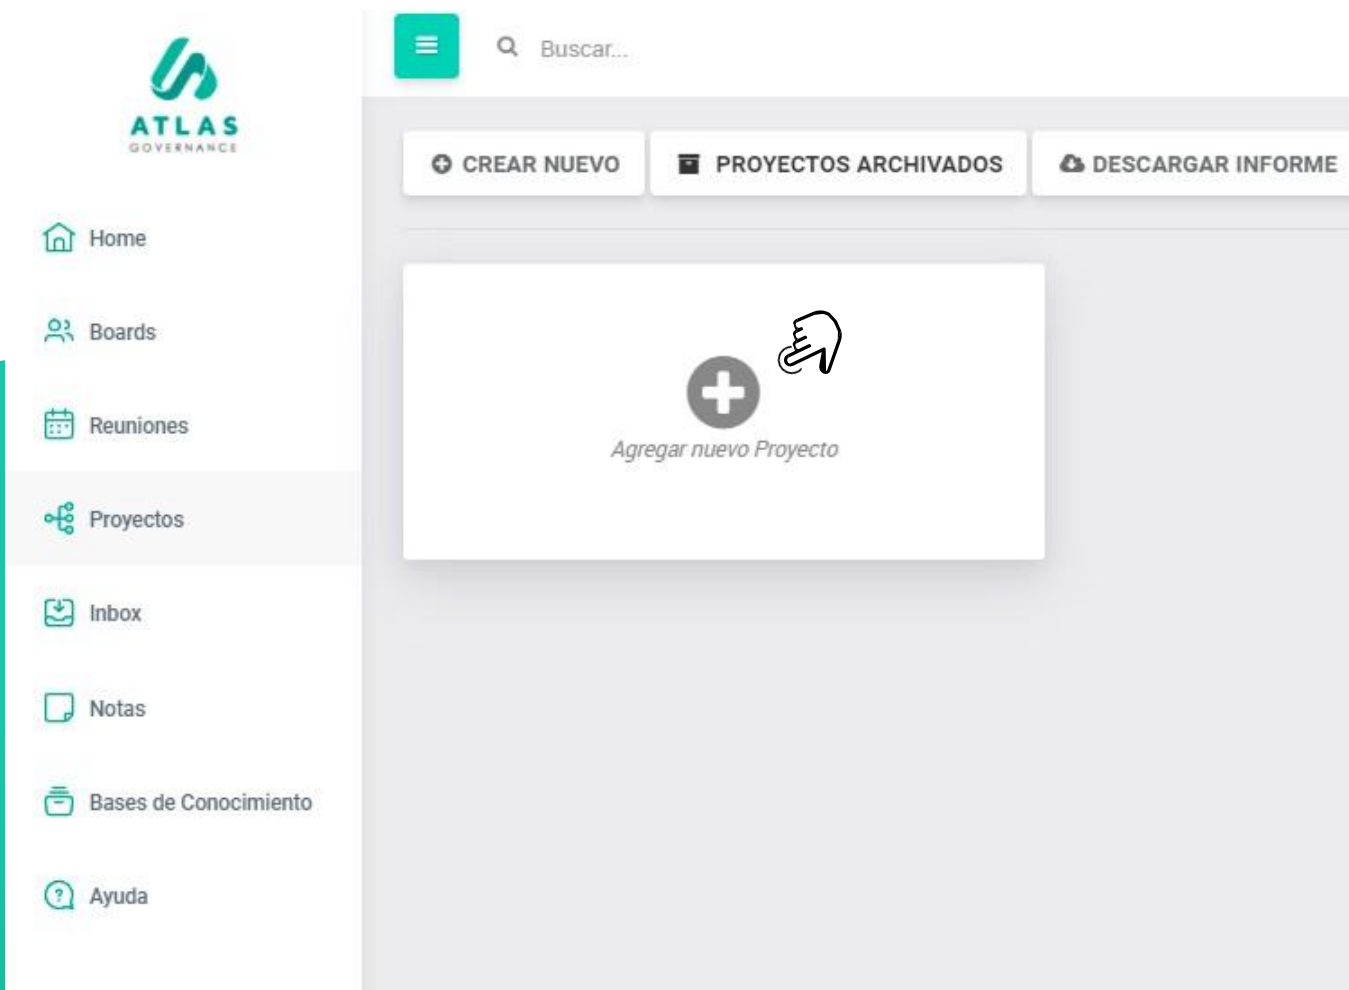 ATLAS
GOVERNANCE
Buscar...
CREAR NUEVO
PROYECTOS ARCHIVADOS
DESCARGAR INFORME
Home
Boards
Reuniones
Proyectos
Inbox
Notas
Bases de Conocimiento
Ayuda
Agregar nuevo Proyecto